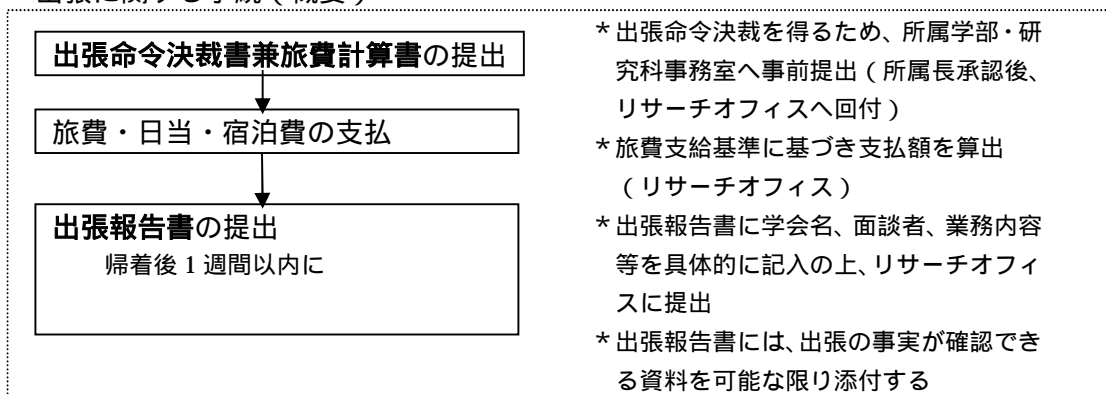 出張に関する手続(概要)
出張命令決裁書兼旅費計算書の提出
旅費・日当・宿泊費の支払
出張報告書の提出
帰着後1週間以内に
*出張命令決裁を得るため、所属学部・研
究科事務室へ事前提出(所属長承認後、
リサーチオフィスへ回付)
*旅費支給基準に基づき支払額を算出
(リサーチオフィス)
*出張報告書に学会名、面談者、業務内容
等を具体的に記入の上、リサーチオフィ
スに提出
*出張報告書には、出張の事実が確認でき
る資料を可能な限り添付する